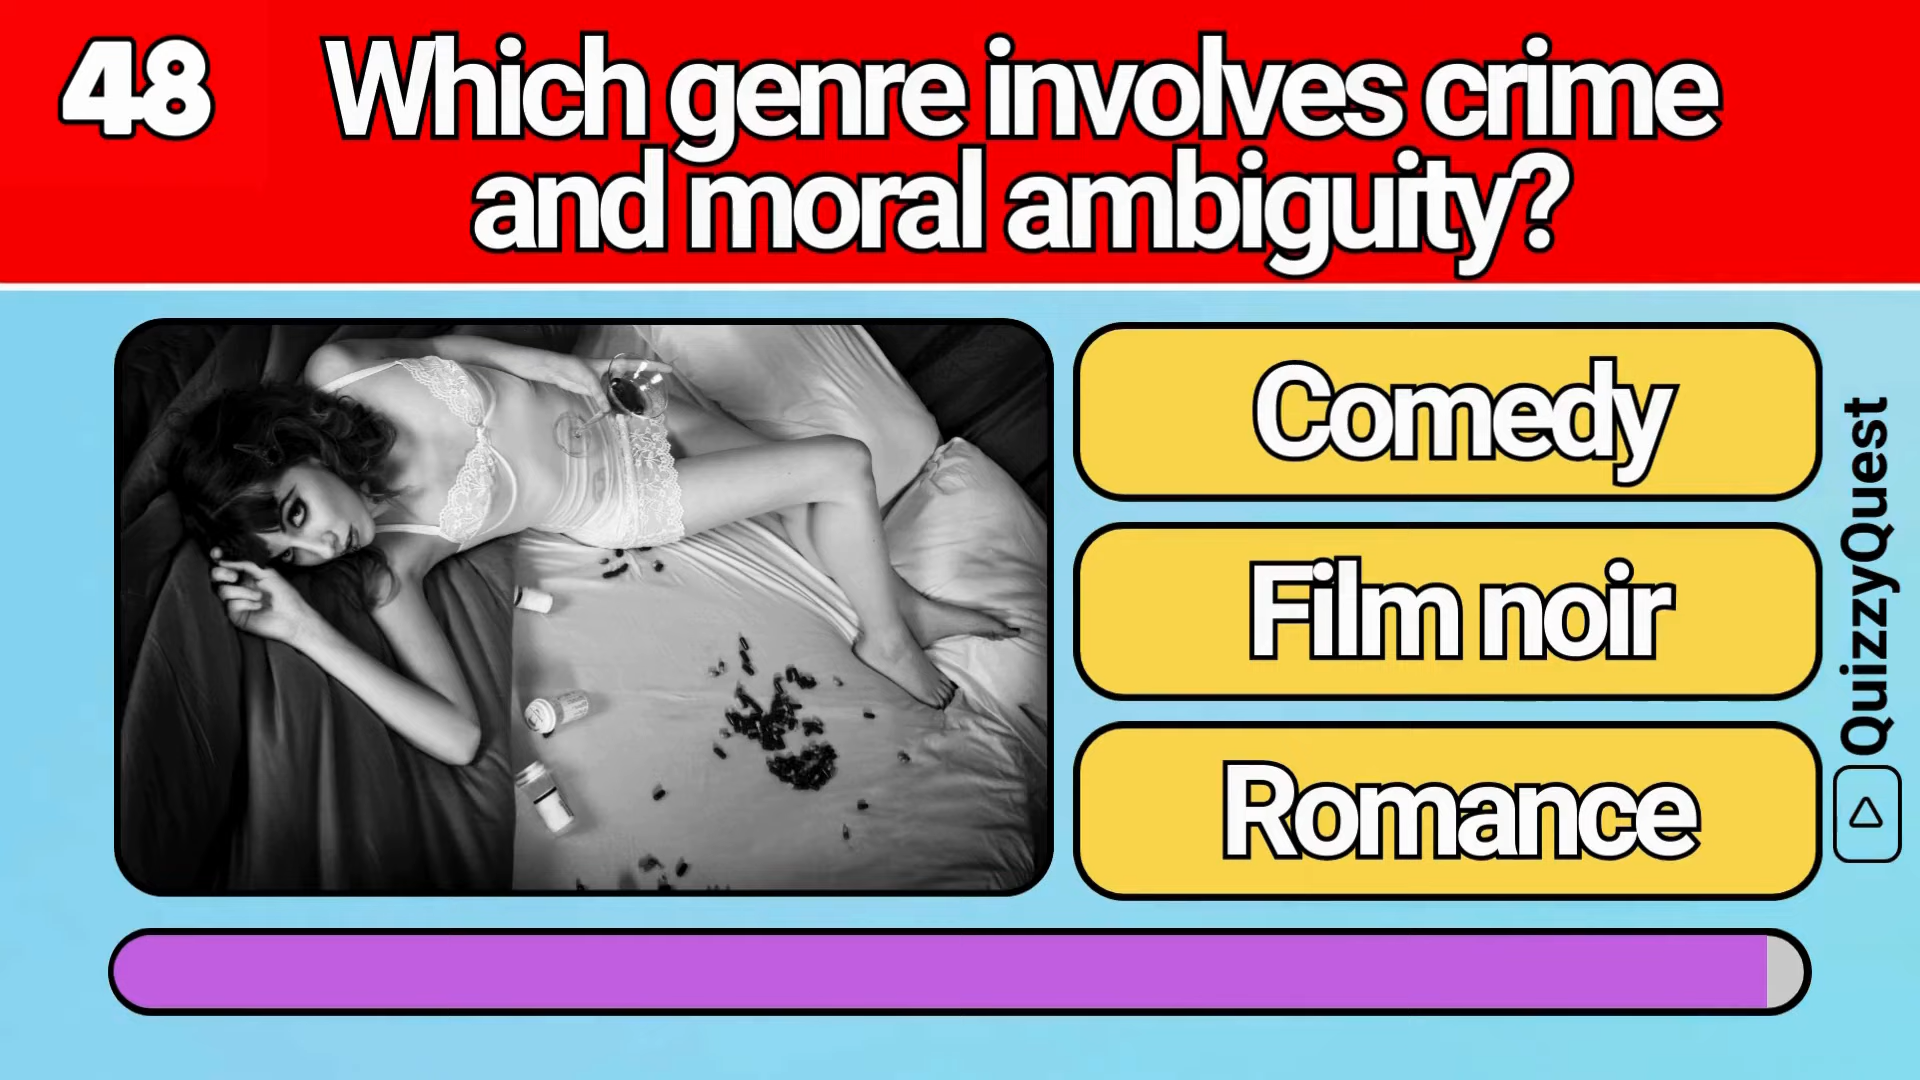 48
Which genre involves crime
and moral ambiguity?
Comedy
Film noir
Romance
QuizzyQuest